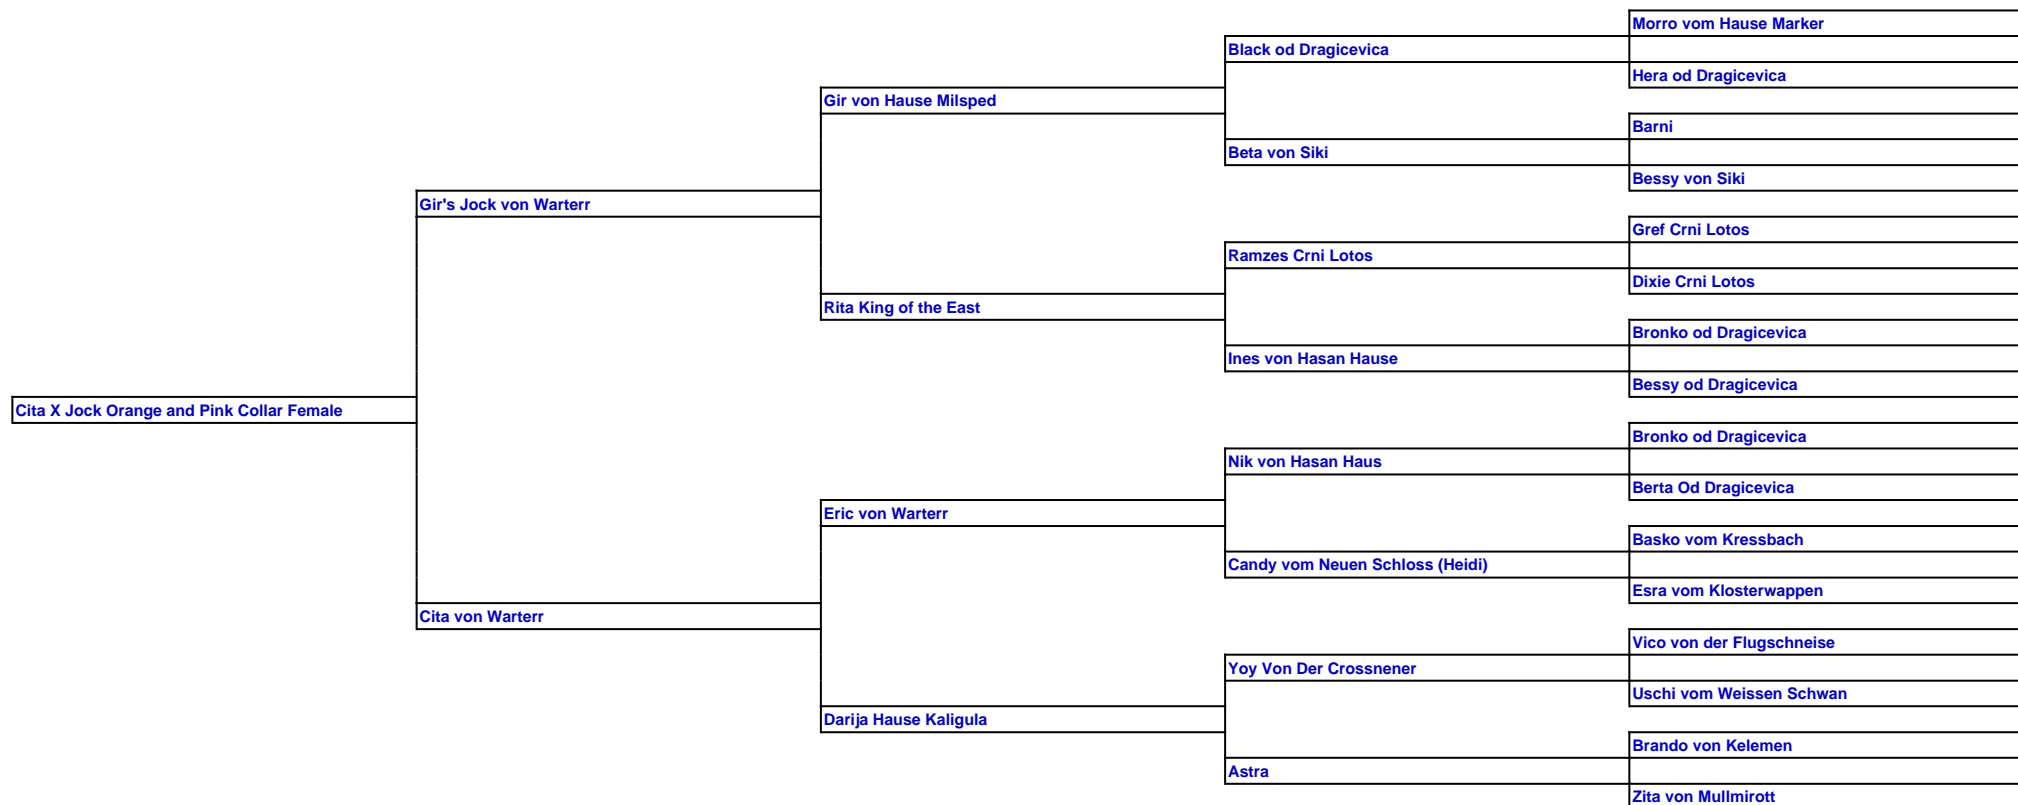 Morro vom Hause Marker
Black od Dragicevica
Hera od Dragicevica
Gir von Hause Milsped
Barni
Beta von Siki
Bessy von Siki
Gir's Jock von Warterr
Gref Crni Lotos
Ramzes Crni Lotos
Dixie Crni Lotos
Rita King of the East
Bronko od Dragicevica
Ines von Hasan Hause
Bessy od Dragicevica
Cita X Jock Orange and Pink Collar Female
Bronko od Dragicevica
Nik von Hasan Haus
Berta Od Dragicevica
Eric von Warterr
Basko vom Kressbach
Candy vom Neuen Schloss (Heidi)
Esra vom Klosterwappen
Cita von Warterr
Vico von der Flugschneise
Yoy Von Der Crossnener
Uschi vom Weissen Schwan
Darija Hause Kaligula
Brando von Kelemen
Astra
Zita von Mullmirott